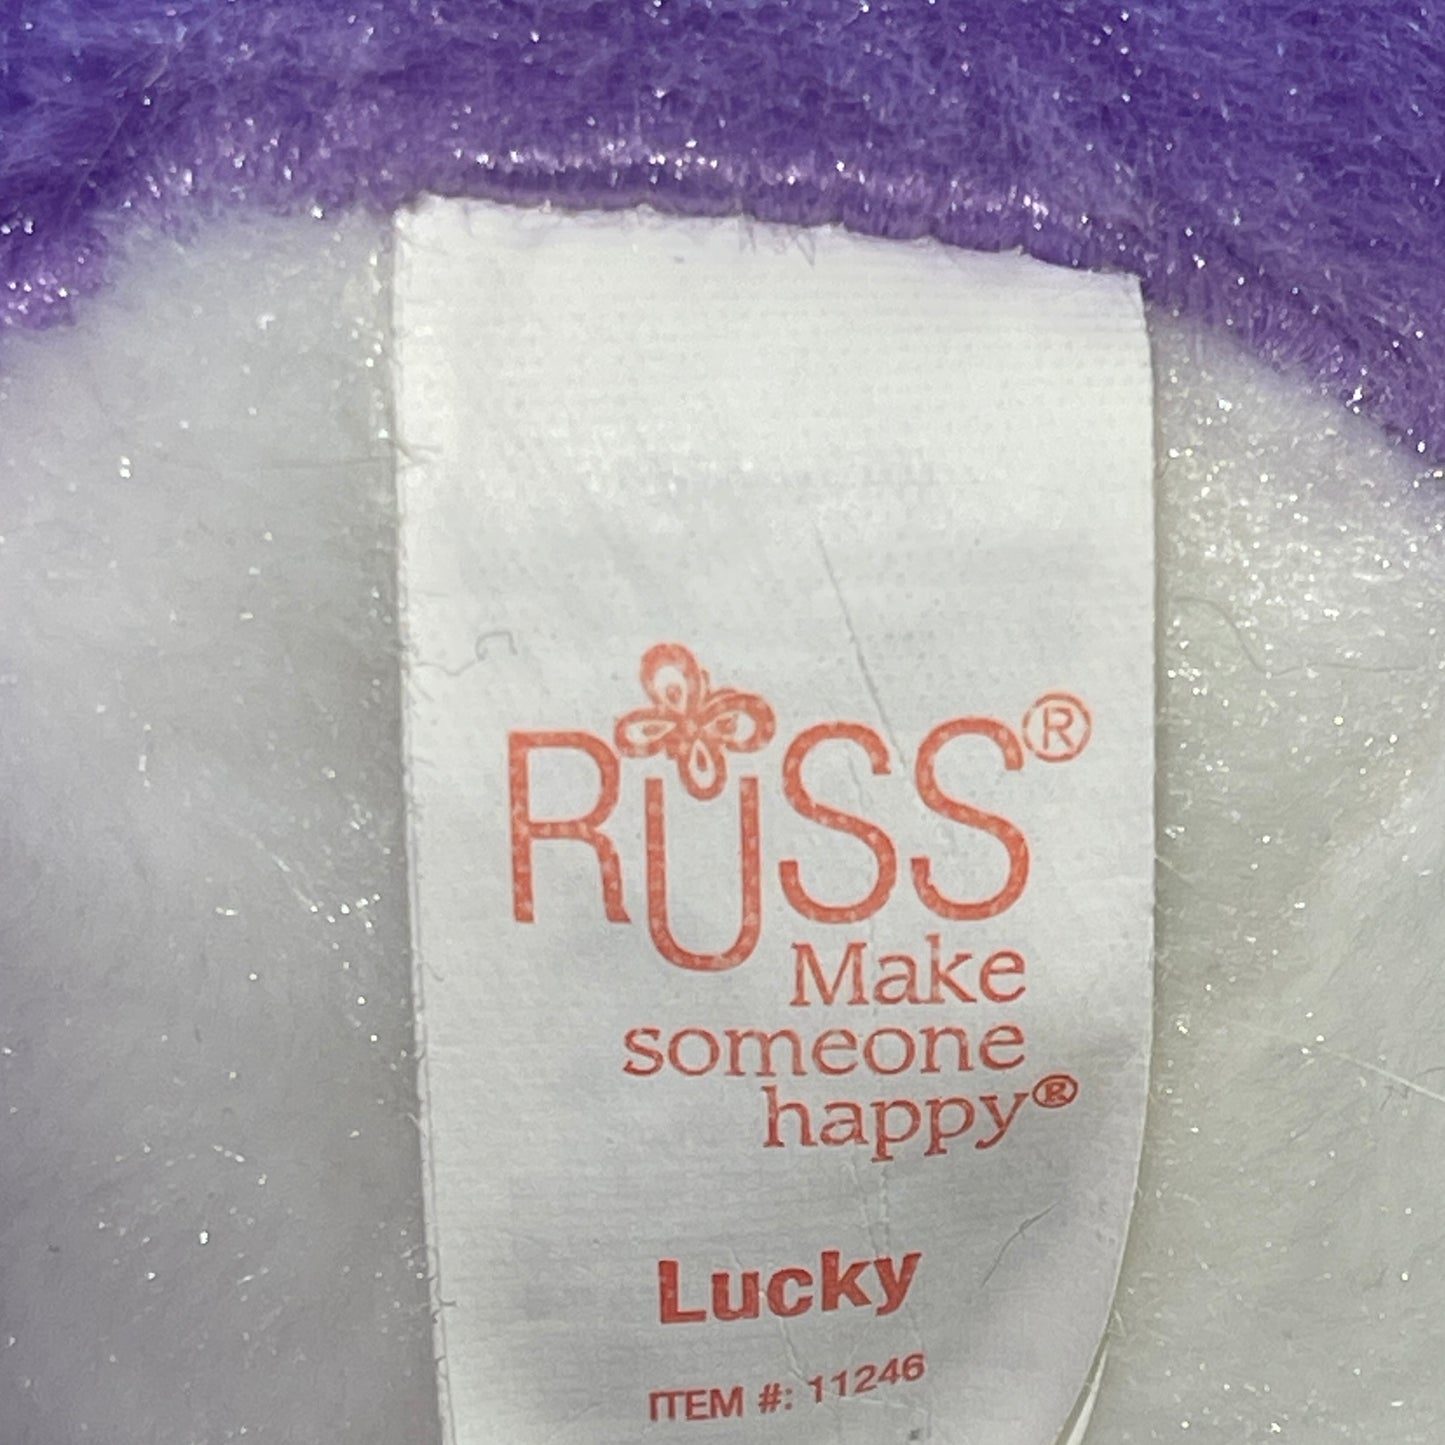 RUSS®
Make
someone
happy®
Lucky
ITEM #: 11246